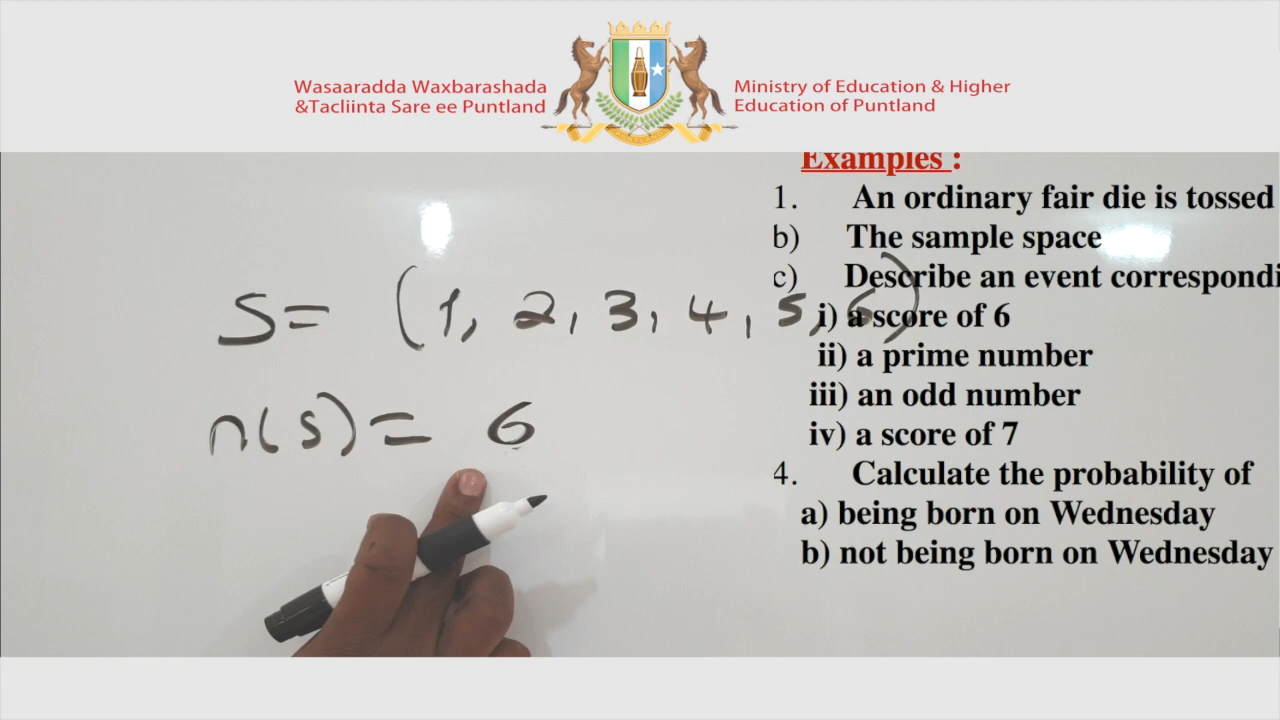 Wasaaradda Waxbarashada
&Tacliinta Sare ee Puntland
Ministry of Education & Higher
Education of Puntland
S= (1, 2, 3, 4, 5, 6)
n(s)= 6
Examples :
1. An ordinary fair die is tossed
b) The sample space
c) Describe an event correspondi
i) a score of 6
ii) a prime number
iii) an odd number
iv) a score of 7
4. Calculate the probability of
a) being born on Wednesday
b) not being born on Wednesday